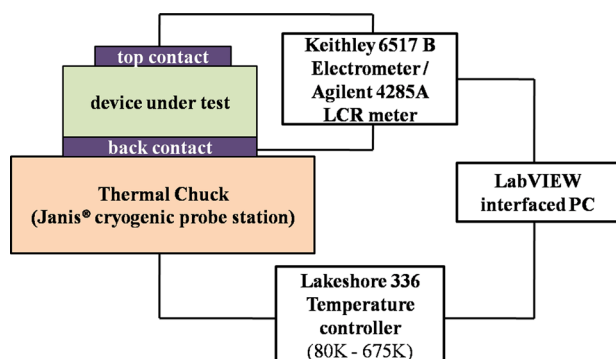 top contact
device under test
back contact
Thermal Chuck
(Janis® cryogenic probe station)
Keithley 6517 B
Electrometer /
Agilent 4285A
LCR meter
LabVIEW
interfaced PC
Lakeshore 336
Temperature
controller
(80K - 675K)